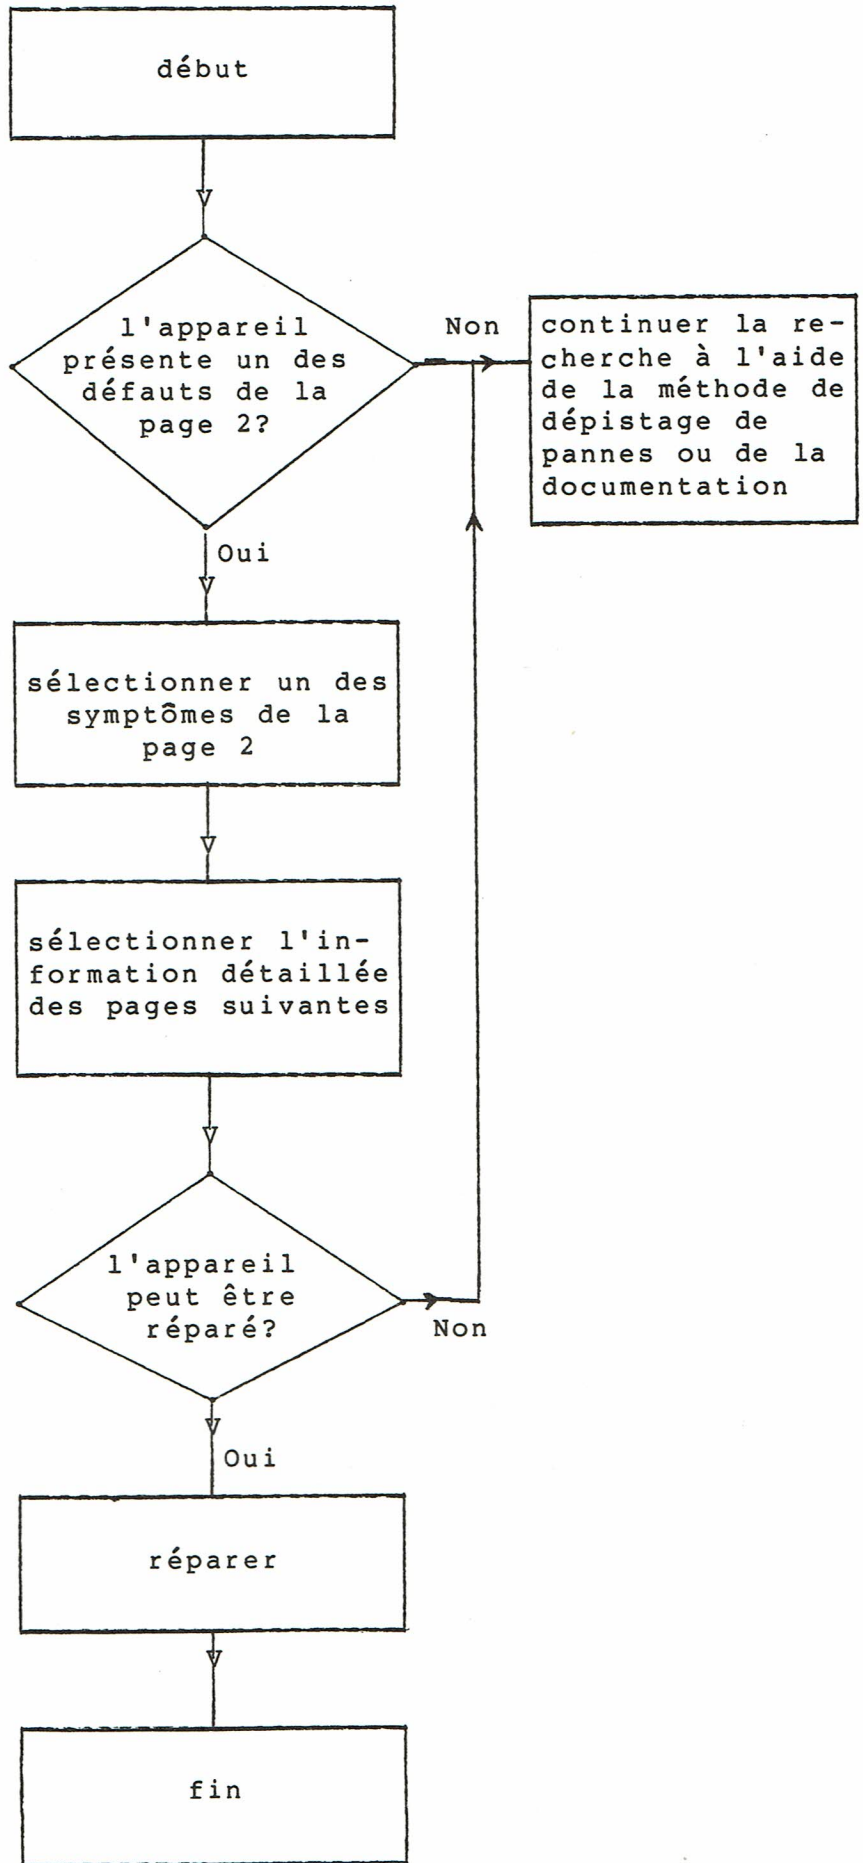 début
l'appareil
présente un des
défauts de la
page 2?
Non
continuer la re-
cherche à l'aide
de la méthode de
dépistage de
pannes ou de la
documentation
Oui
sélectionner un des
symptômes de la
page 2
sélectionner l'in-
formation détaillée
des pages suivantes
l'appareil
peut être
réparé?
Non
Oui
réparer
fin